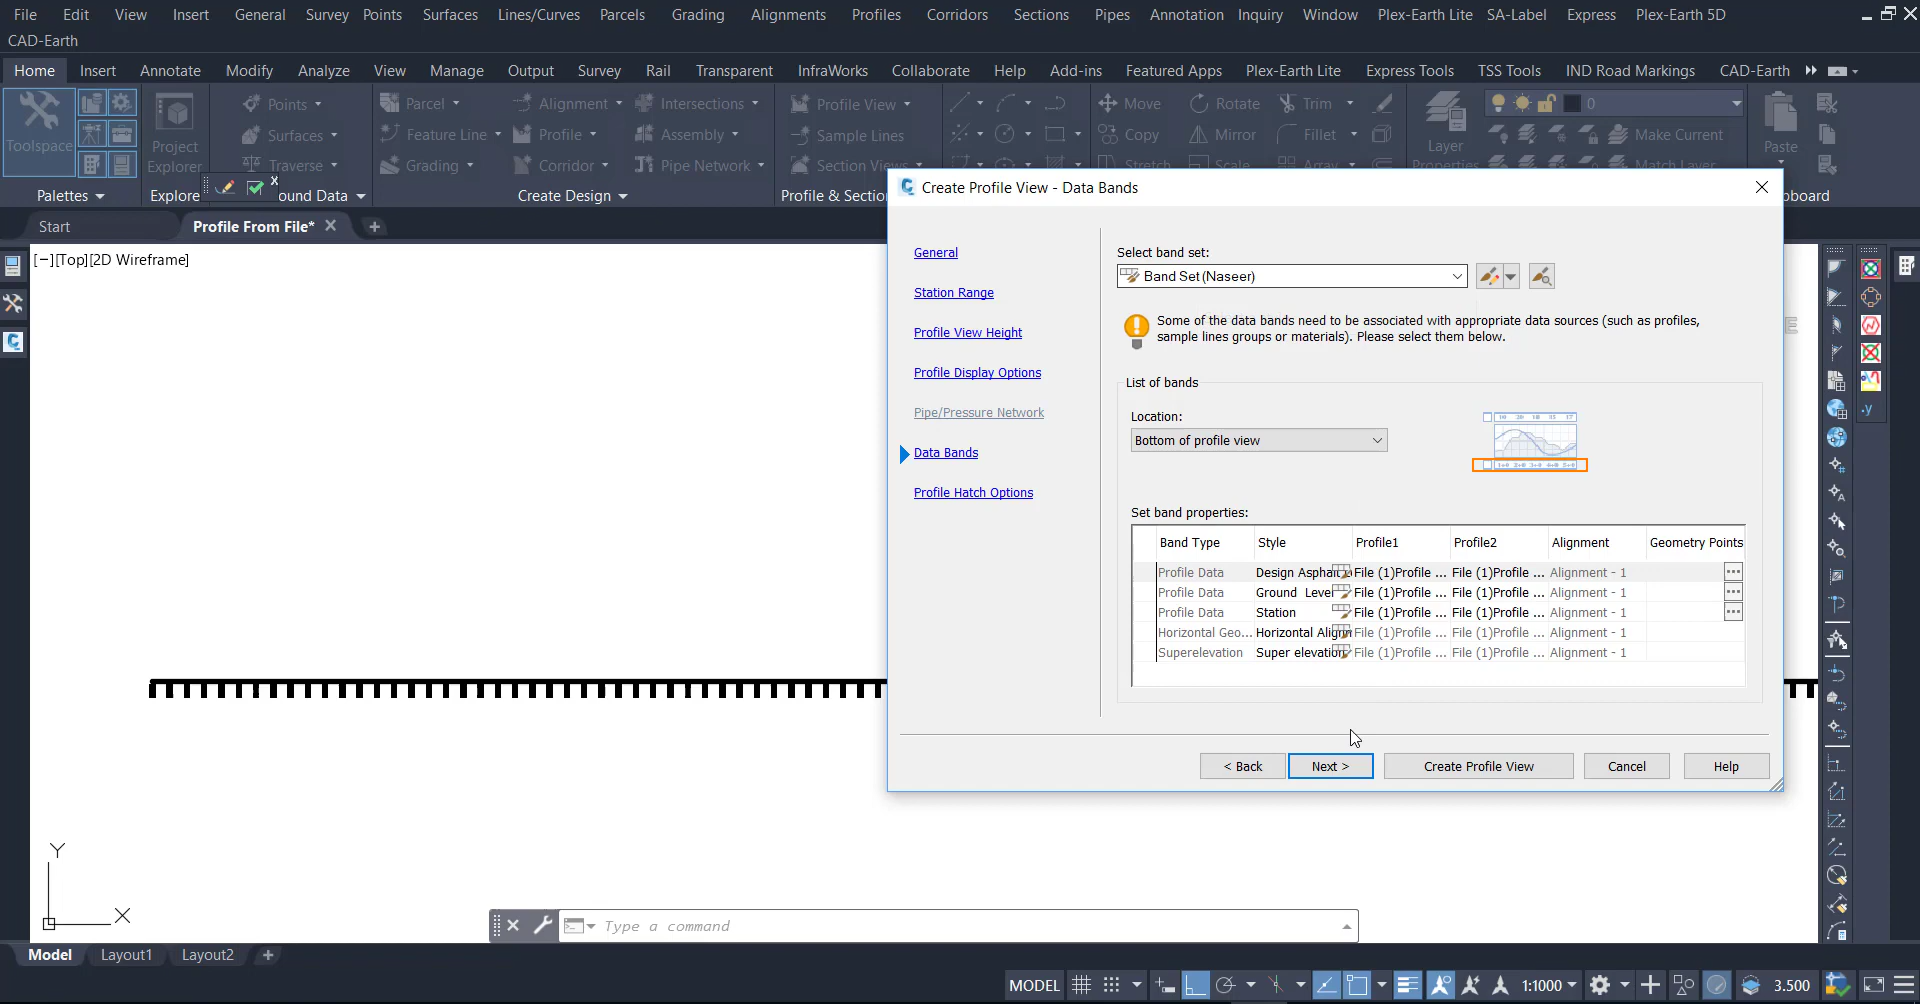 File Edit View Insert General Survey Points Surfaces Lines/Curves Parcels Grading Alignments Profiles Corridors Sections Pipes Annotation Inquiry Window Plex-Earth Lite SA-Label Express Plex-Earth 5D
CAD-Earth
Home Insert Annotate Modify Analyze View Manage Output Survey Rail Transparent InfraWorks Collaborate Help Add-ins Featured Apps Plex-Earth Lite Express Tools TSS Tools IND Road Markings CAD-Earth
Points Parcel Alignment Intersections Profile View Move Rotate Trim 0
Toolspace Project Explorer Surfaces Feature Line Profile Assembly Sample Lines Copy Mirror Fillet Make Current
Traverse Grading Corridor Pipe Network Section Views Stretch Scale Array Layer Properties Match Layer Paste
Palettes Explore ound Data Create Design Profile & Sectio pboard
Start Profile From File*
[−][Top][2D Wireframe]
Create Profile View - Data Bands
General
Station Range
Profile View Height
Profile Display Options
Pipe/Pressure Network
Data Bands
Profile Hatch Options
Select band set:
Band Set (Naseer)
Some of the data bands need to be associated with appropriate data sources (such as profiles,
sample lines groups or materials). Please select them below.
List of bands
Location:
Bottom of profile view
Set band properties:
Band Type Style Profile1 Profile2 Alignment Geometry Points
Profile Data Design Aspha File (1)Profile ... File (1)Profile ... Alignment - 1 ...
Profile Data Ground Level File (1)Profile ... File (1)Profile ... Alignment - 1 ...
Profile Data Station File (1)Profile ... File (1)Profile ... Alignment - 1 ...
Horizontal Geo... Horizontal Align File (1)Profile ... File (1)Profile ... Alignment - 1
Superelevation Super elevation File (1)Profile ... File (1)Profile ... Alignment - 1
< Back Next > Create Profile View Cancel Help
Y
X
Type a command
Model Layout1 Layout2
MODEL 1:1000 3.500